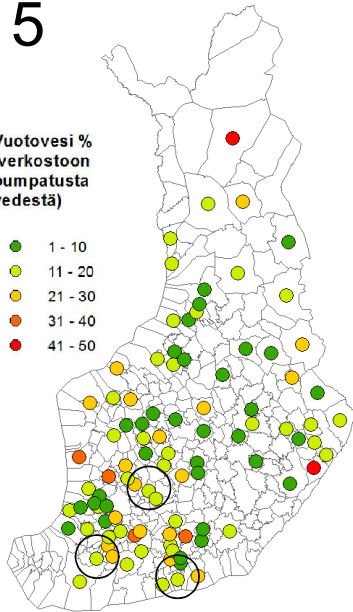 5
Vuotovesi %
verkostoon
pumpatusta
vedestä)
1 - 10
11 - 20
21 - 30
31 - 40
41 - 50